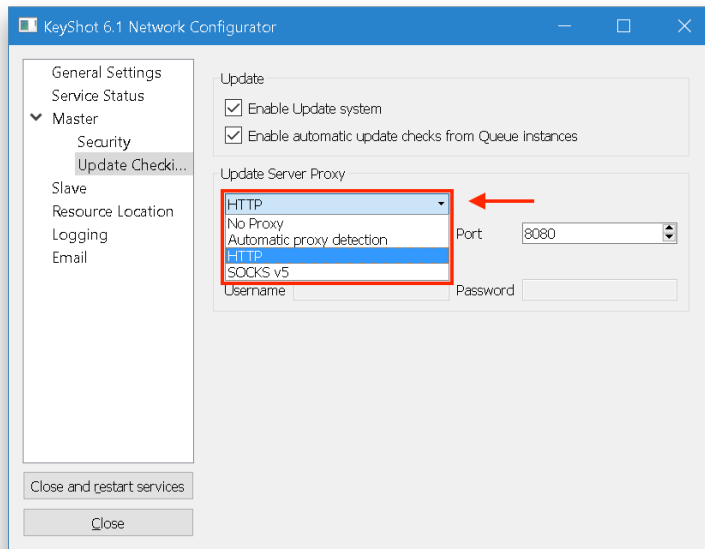 KeyShot 6.1 Network Configurator
General Settings
Service Status
Master
Security
Update Checki...
Slave
Resource Location
Logging
Email
Update
Enable Update system
Enable automatic update checks from Queue instances
Update Server Proxy
HTTP
No Proxy
Automatic proxy detection
HTTP
SOCKS v5
Port 8080
Username Password
Close and restart services
Close